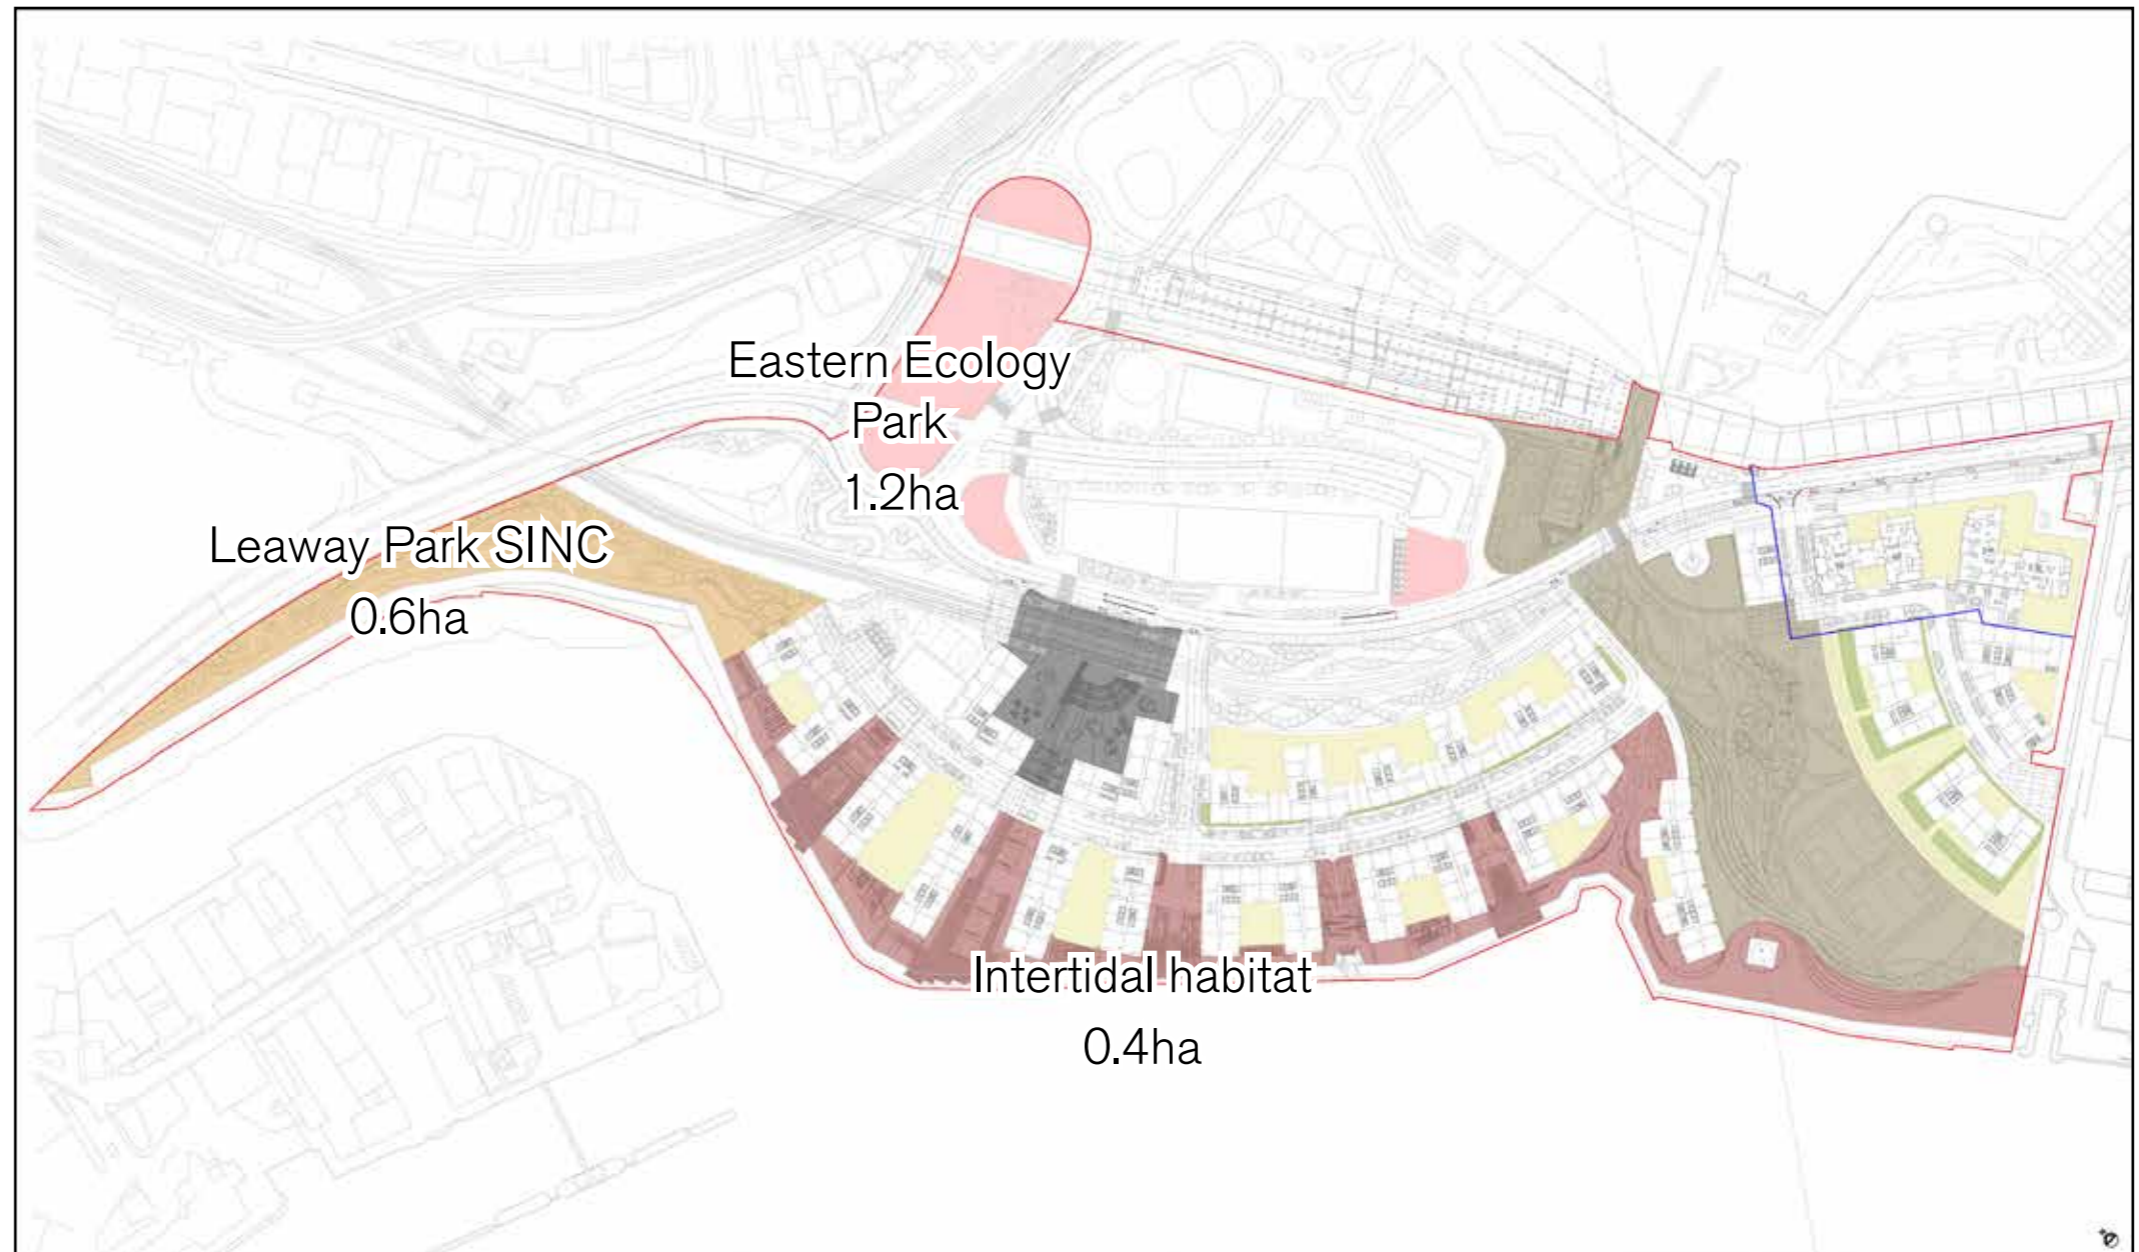 Eastern Ecology
Park
1.2ha
Leaway Park SINC
0.6ha
Intertidal habitat
0.4ha